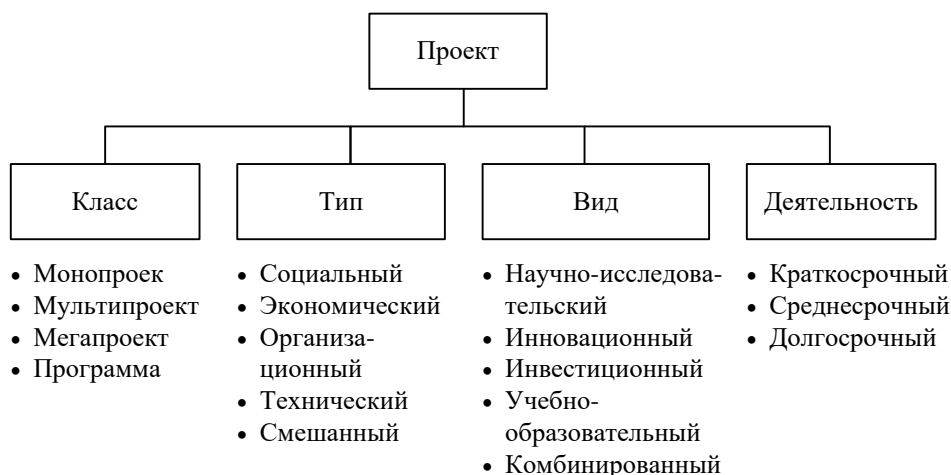 Проект
Класс
Тип
Вид
Деятельность
• Монопроек
• Мультипроект
• Мегапроект
• Программа
• Социальный
• Экономический
• Организа-
ционный
• Технический
• Смешанный
• Научно-исследова-
тельский
• Инновационный
• Инвестиционный
• Учебно-
образовательный
• Комбинированный
• Краткосрочный
• Среднесрочный
• Долгосрочный